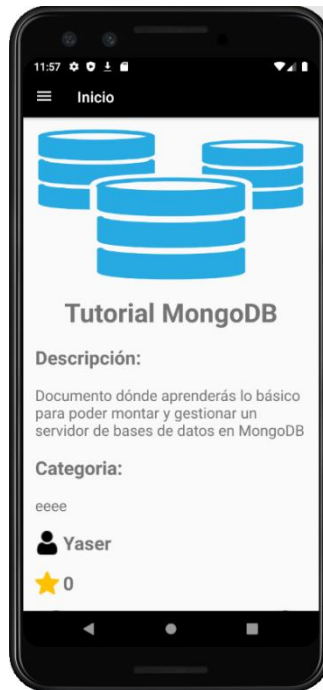 11:57
Inicio
Tutorial MongoDB
Descripción:
Documento dónde aprenderás lo básico
para poder montar y gestionar un
servidor de bases de datos en MongoDB
Categoria:
eeee
Yaser
0